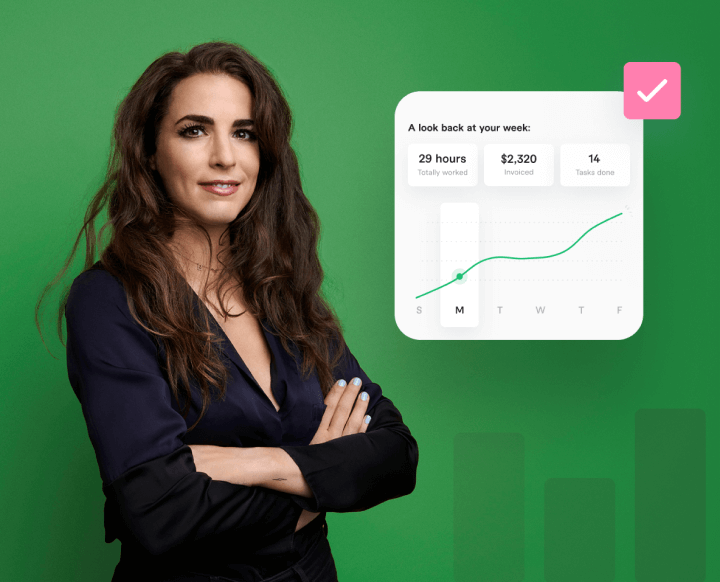 A look back at your week:
29 hours $2,320 14
Totally worked Invoiced Tasks done
S M T W T F